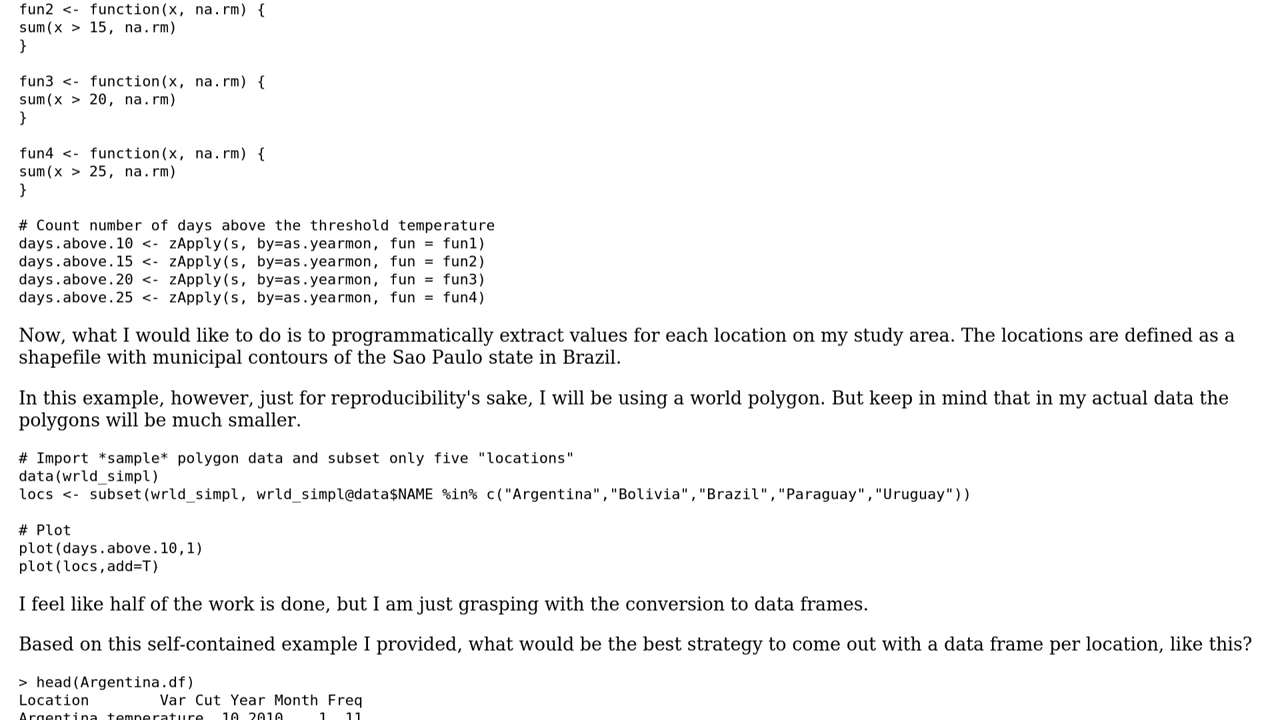 fun2 <- function(x, na.rm) {
sum(x > 15, na.rm)
}
fun3 <- function(x, na.rm) {
sum(x > 20, na.rm)
}
fun4 <- function(x, na.rm) {
sum(x > 25, na.rm)
}
# Count number of days above the threshold temperature
days.above.10 <- zApply(s, by=as.yearmon, fun = fun1)
days.above.15 <- zApply(s, by=as.yearmon, fun = fun2)
days.above.20 <- zApply(s, by=as.yearmon, fun = fun3)
days.above.25 <- zApply(s, by=as.yearmon, fun = fun4)
Now, what I would like to do is to programmatically extract values for each location on my study area. The locations are defined as a
shapefile with municipal contours of the Sao Paulo state in Brazil.
In this example, however, just for reproducibility's sake, I will be using a world polygon. But keep in mind that in my actual data the
polygons will be much smaller.
# Import *sample* polygon data and subset only five "locations"
data(wrld_simpl)
locs <- subset(wrld_simpl, wrld_simpl@data$NAME %in% c("Argentina","Bolivia","Brazil","Paraguay","Uruguay"))
# Plot
plot(days.above.10,1)
plot(locs,add=T)
I feel like half of the work is done, but I am just grasping with the conversion to data frames.
Based on this self-contained example I provided, what would be the best strategy to come out with a data frame per location, like this?
> head(Argentina.df)
Location        Var Cut Year Month Freq
Argentina temperature  10 2010    1  11